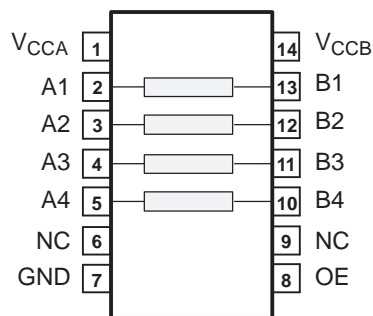 VCCA 1 14 VCCB
A1 2 13 B1
A2 3 12 B2
A3 4 11 B3
A4 5 10 B4
NC 6 9 NC
GND 7 8 OE